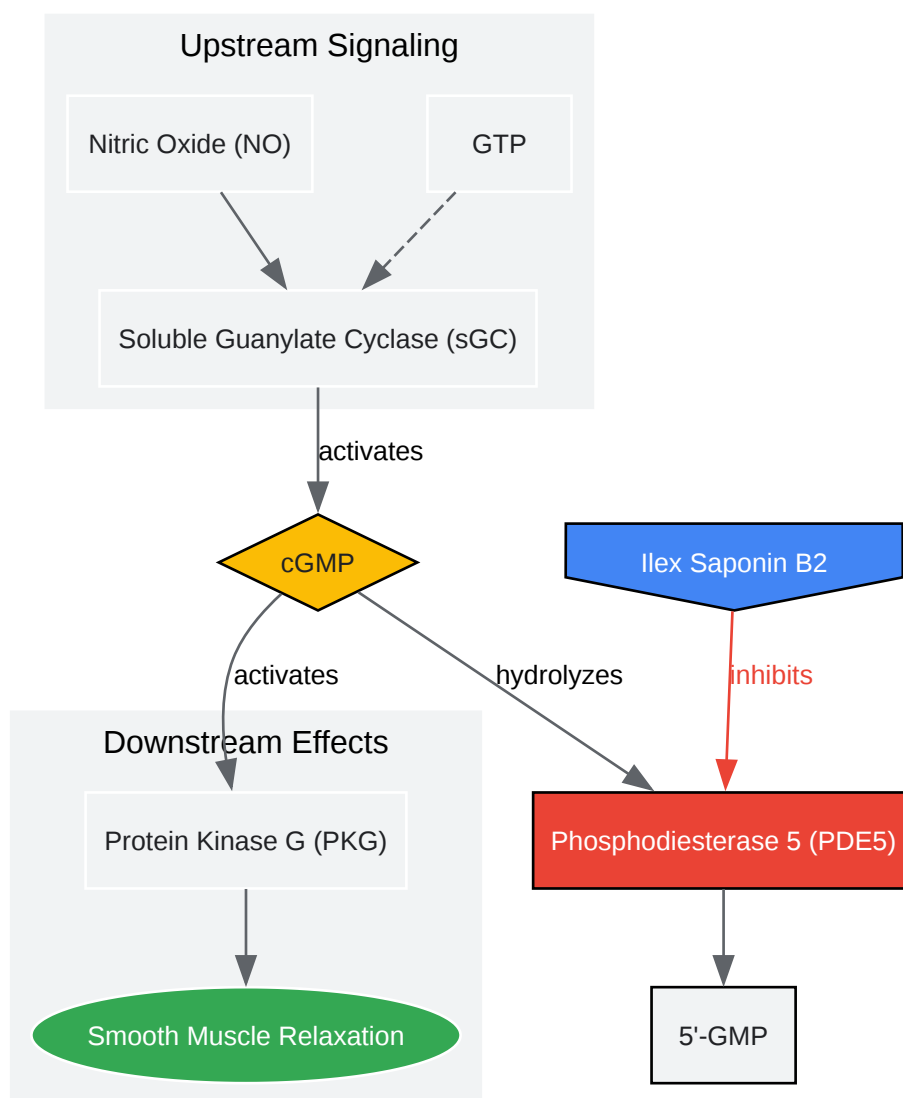 Upstream Signaling
Nitric Oxide (NO)
GTP
Soluble Guanylate Cyclase (sGC)
activates
cGMP
Ilex Saponin B2
activates
hydrolyzes
inhibits
Downstream Effects
Protein Kinase G (PKG)
Phosphodiesterase 5 (PDE5)
Smooth Muscle Relaxation
5'-GMP